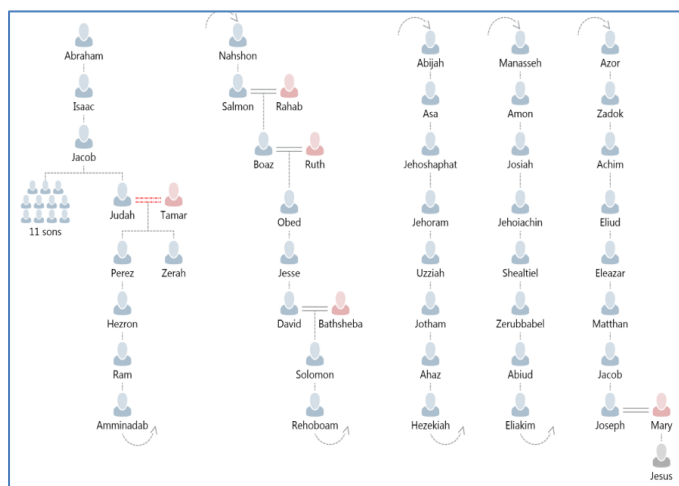 Abraham
Isaac
Jacob
11 sons
Judah
Tamar
Perez
Zerah
Hezron
Ram
Amminadab
Nahshon
Salmon
Rahab
Boaz
Ruth
Obed
Jesse
David
Bathsheba
Solomon
Rehoboam
Abijah
Asa
Jehoshaphat
Jehoram
Uzziah
Jotham
Ahaz
Hezekiah
Manasseh
Amon
Josiah
Jehoiachin
Shealtiel
Zerubbabel
Abiud
Eliakim
Azor
Zadok
Achim
Eliud
Eleazar
Matthan
Jacob
Joseph
Mary
Jesus